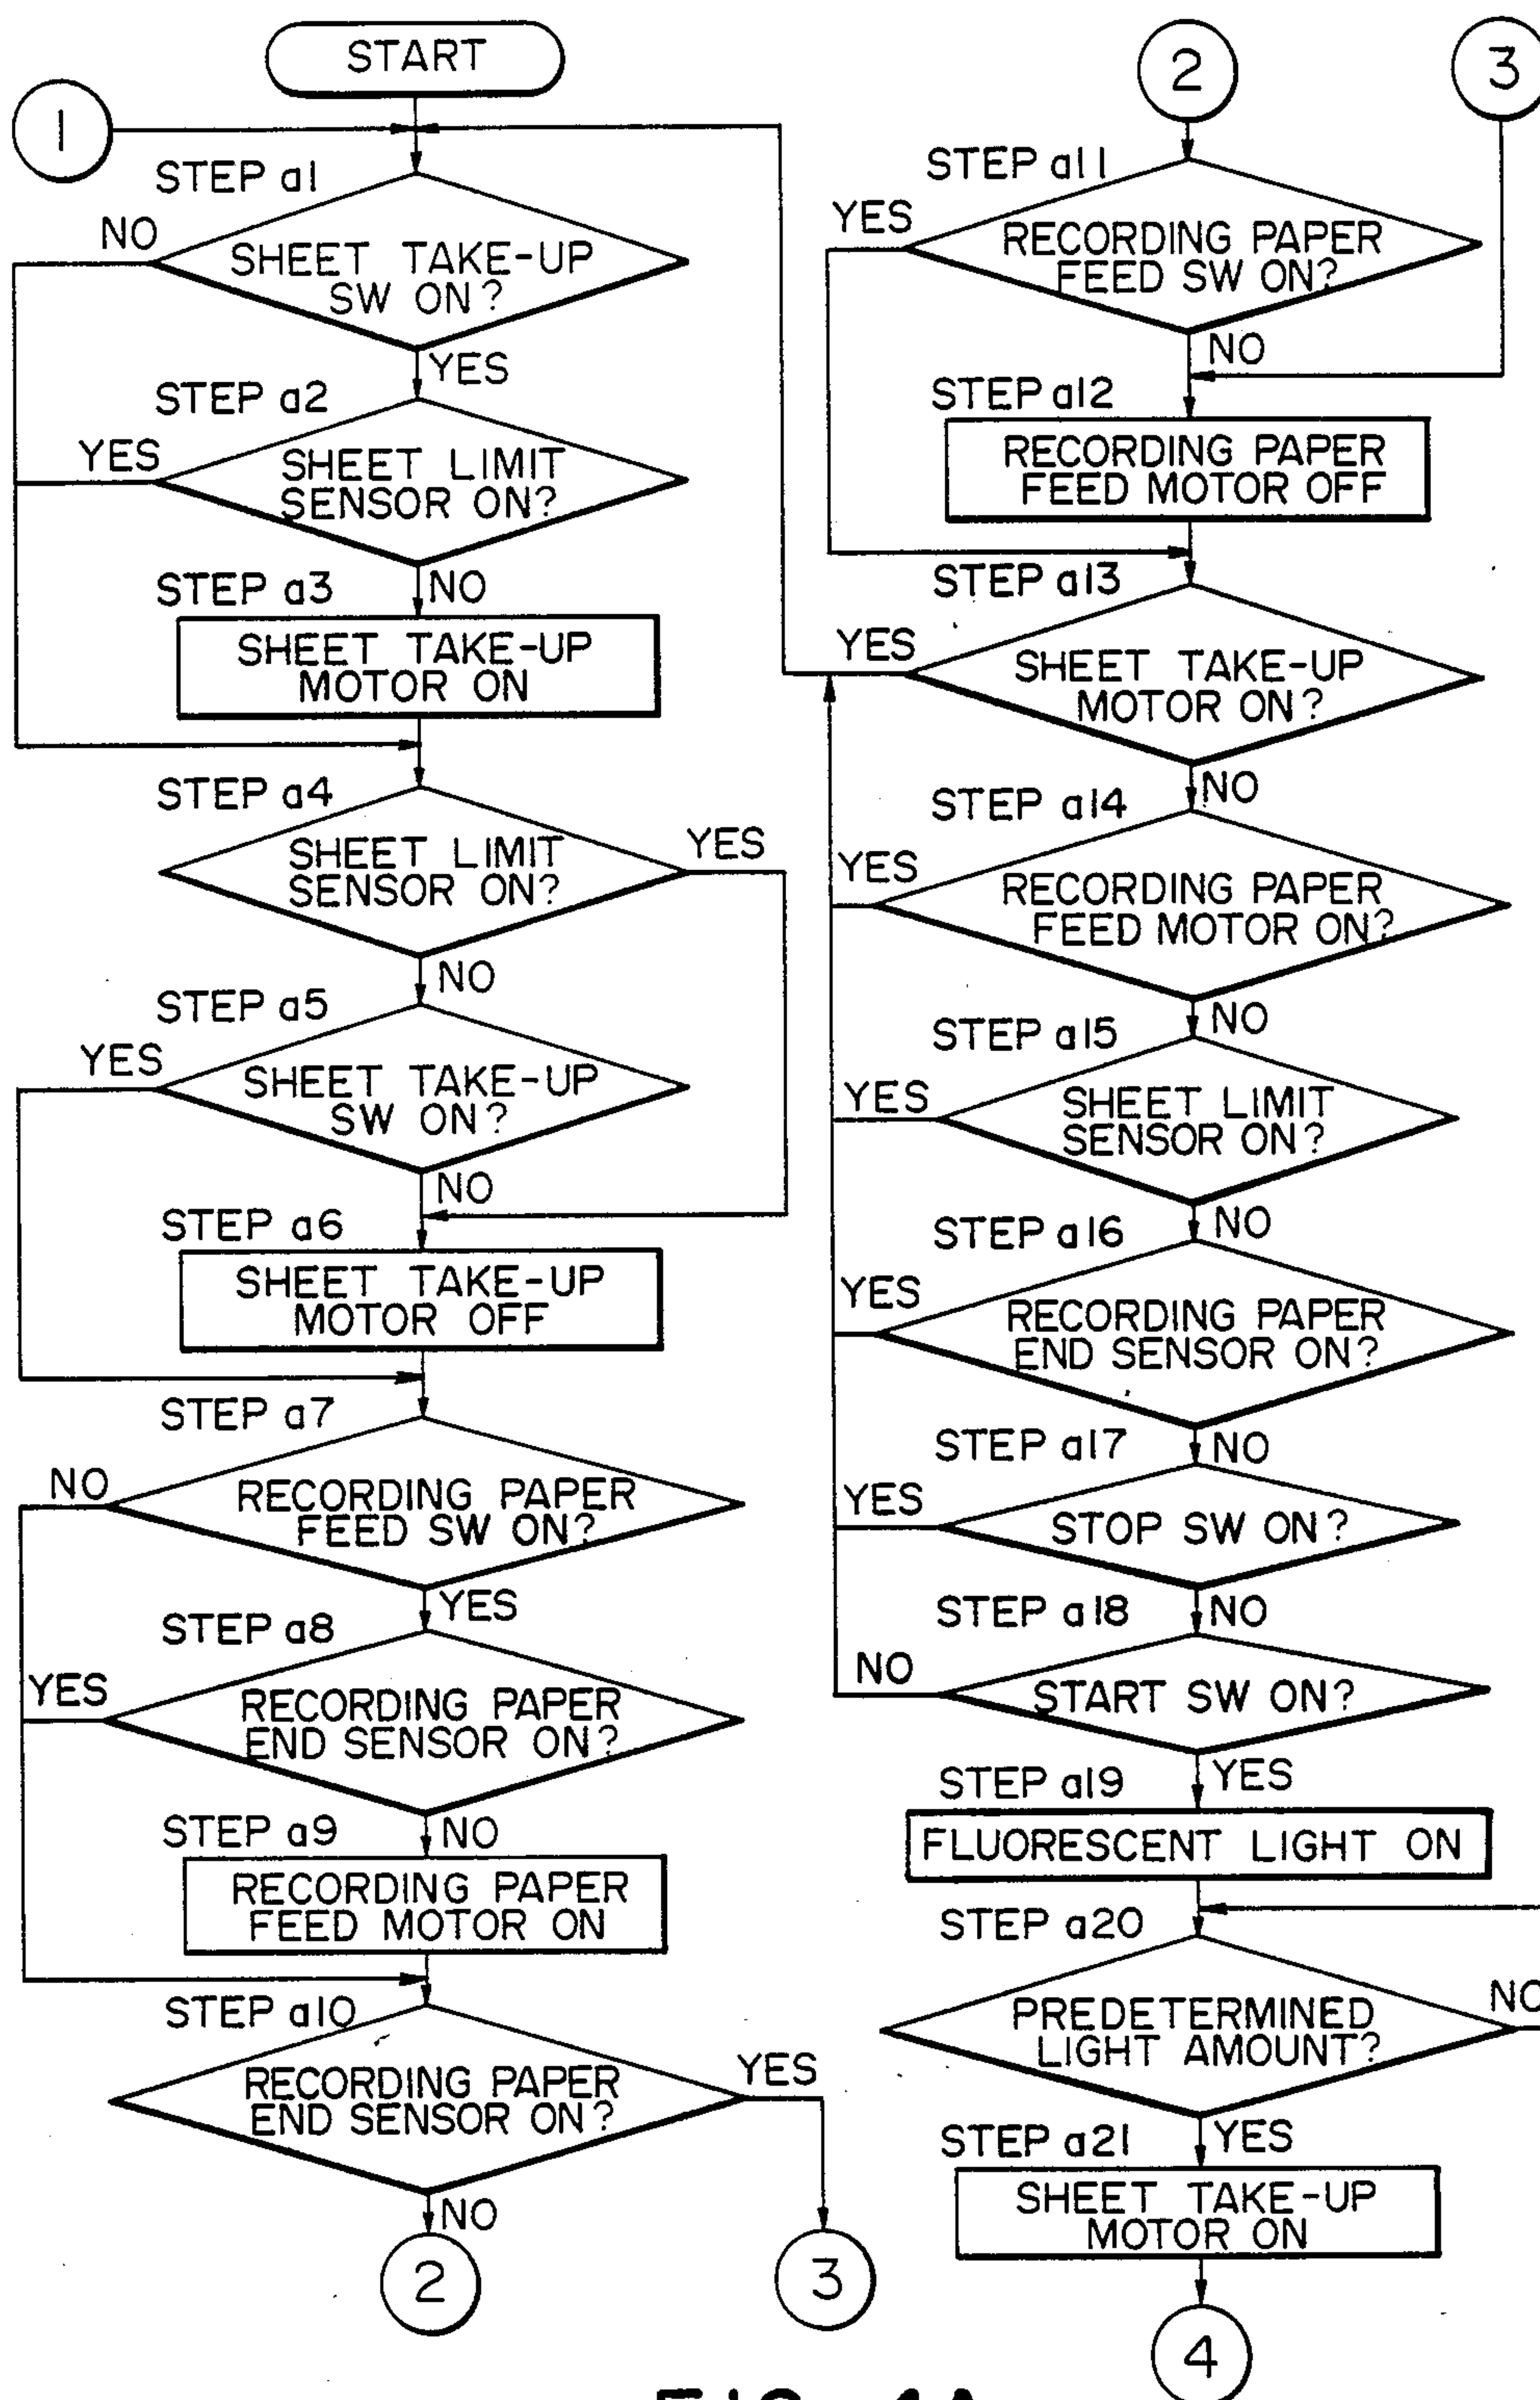 START
1
STEP a1
NO
SHEET TAKE-UP
SW ON?
YES
STEP a2
YES
SHEET LIMIT
SENSOR ON?
NO
STEP a3
SHEET TAKE-UP
MOTOR ON
STEP a4
YES
SHEET LIMIT
SENSOR ON?
NO
STEP a5
YES
SHEET TAKE-UP
SW ON?
NO
STEP a6
SHEET TAKE-UP
MOTOR OFF
STEP a7
NO
RECORDING PAPER
FEED SW ON?
YES
STEP a8
YES
RECORDING PAPER
END SENSOR ON?
NO
STEP a9
RECORDING PAPER
FEED MOTOR ON
STEP a10
YES
RECORDING PAPER
END SENSOR ON?
NO
2
3
2
3
STEP a11
YES
RECORDING PAPER
FEED SW ON?
NO
STEP a12
RECORDING PAPER
FEED MOTOR OFF
STEP a13
YES
SHEET TAKE-UP
MOTOR ON?
NO
STEP a14
YES
RECORDING PAPER
FEED MOTOR ON?
NO
STEP a15
YES
SHEET LIMIT
SENSOR ON?
NO
STEP a16
YES
RECORDING PAPER
END SENSOR ON?
NO
STEP a17
YES
STOP SW ON?
NO
STEP a18
NO
START SW ON?
YES
STEP a19
FLUORESCENT LIGHT ON
STEP a20
NO
PREDETERMINED
LIGHT AMOUNT?
YES
STEP a21
SHEET TAKE-UP
MOTOR ON
4